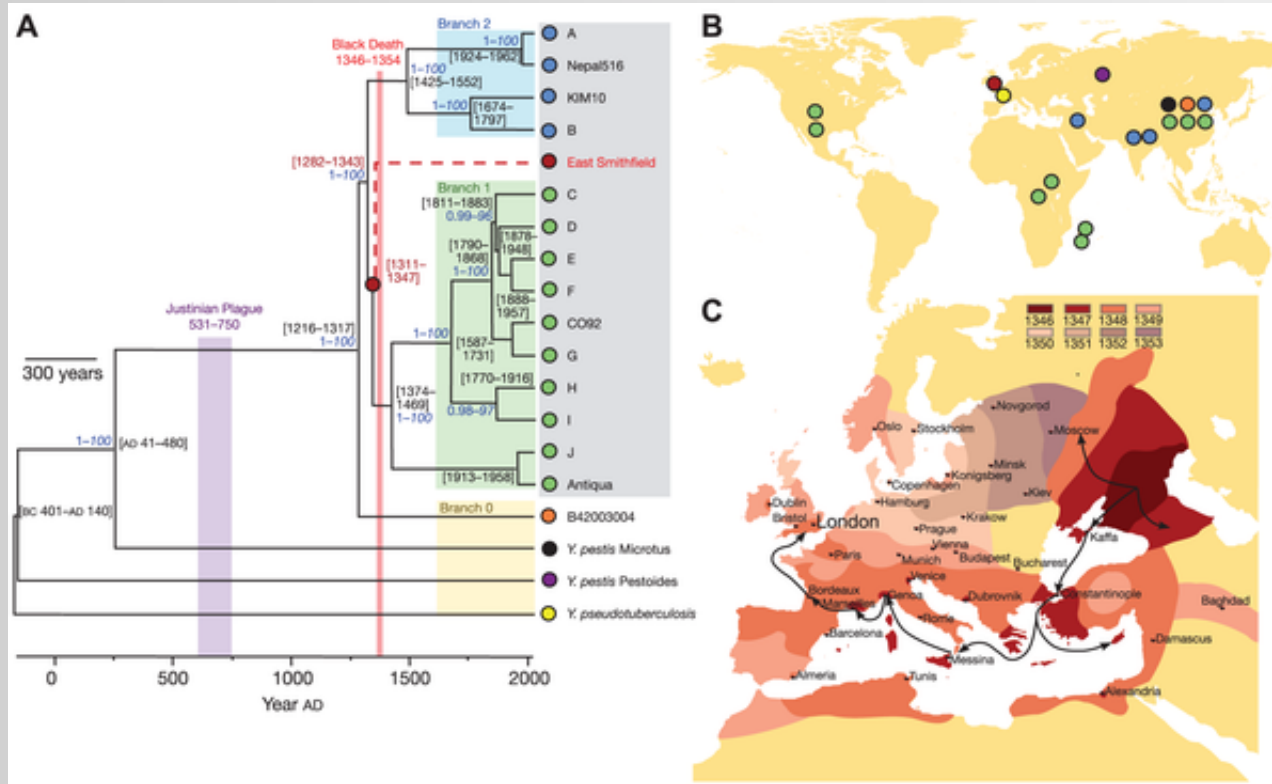 A
Branch 2
Black Death
1346–1354
1–100
[1924–1962]
1–100
[1425–1552]
1–100
[1674–
1797]
A
Nepal516
KIM10
B
[1282–1343]
1–100
East Smithfield
Branch 1
[1811–1883]
0.99–96
[1790–
1868]
1–100
[1878–
1948]
[1311–
1347]
[1888–
1957]
C
D
E
F
CO92
G
H
I
J
Antiqua
Justinian Plague
531–750
[1216–1317]
1–100
1–100
[1587–
1731]
[1770–1916]
0.98–97
[1374–
1469]
1–100
[1913–1958]
300 years
1–100
[AD 41–480]
[BC 401–AD 140]
Branch 0
B42003004
Y. pestis Microtus
Y. pestis Pestoides
Y. pseudotuberculosis
0
500
1000
1500
2000
Year AD
B
C
1346
1347
1348
1349
1350
1351
1352
1353
Novgorod
Oslo
Stockholm
Moscow
Minsk
Konigsberg
Copenhagen
Kiev
Dublin
Hamburg
Bristol
London
Krakow
Prague
Kaffa
Paris
Vienna
Munich
Budapest
Bucharest
Venice
Bordeaux
Marseilles
Genoa
Dubrovnik
Constantinople
Baghdad
Rome
Barcelona
Damascus
Messina
Almeria
Tunis
Alexandria